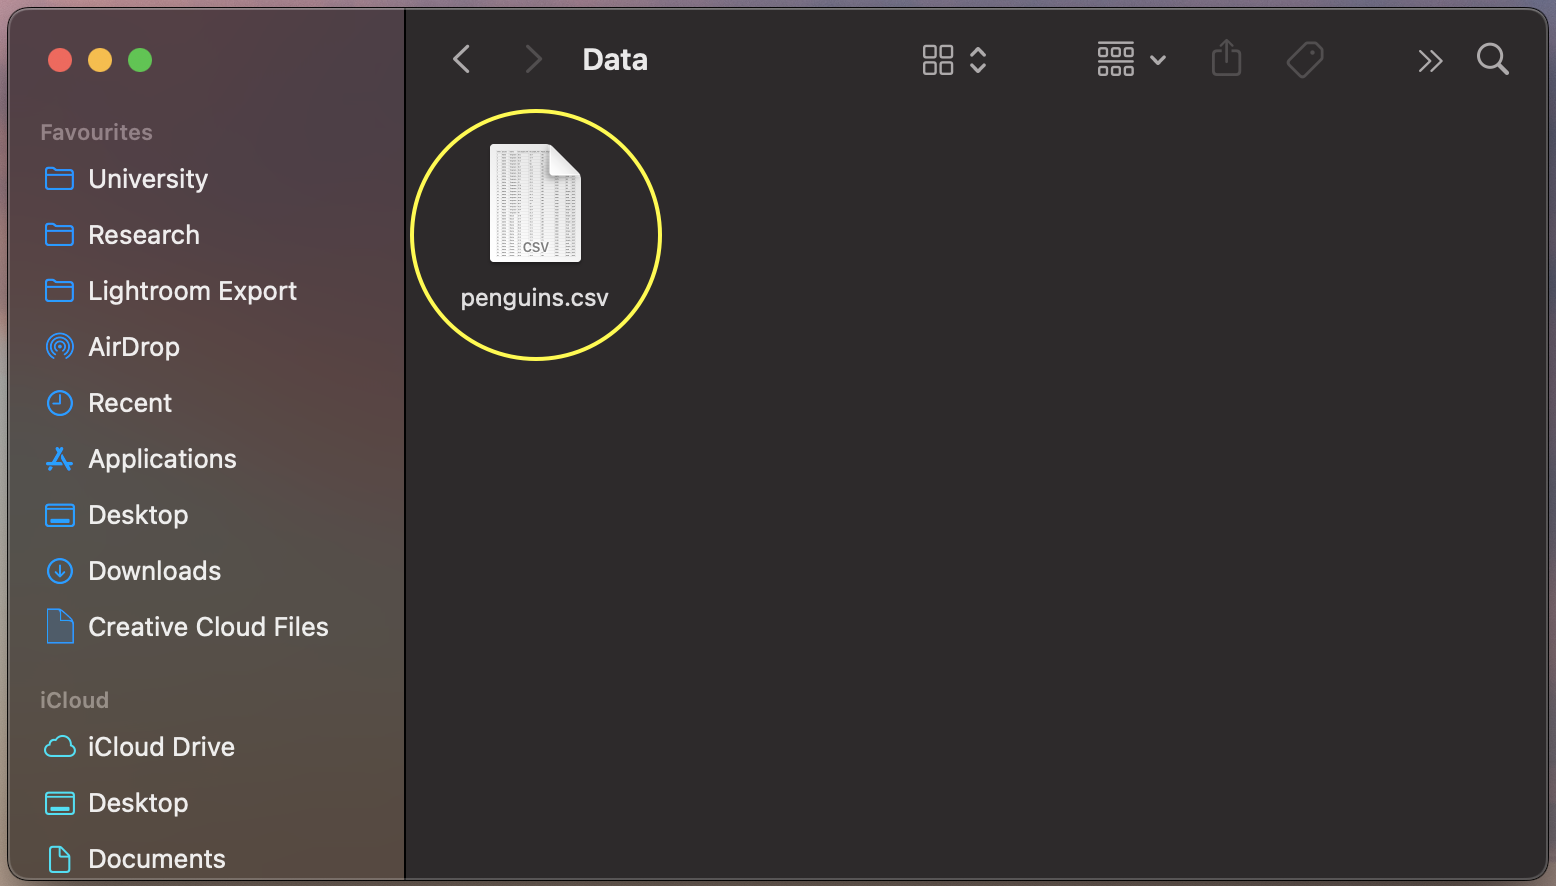 Data
Favourites
University
Research
Lightroom Export
AirDrop
Recent
Applications
Desktop
Downloads
Creative Cloud Files
iCloud
iCloud Drive
Desktop
Documents
CSV
penguins.csv